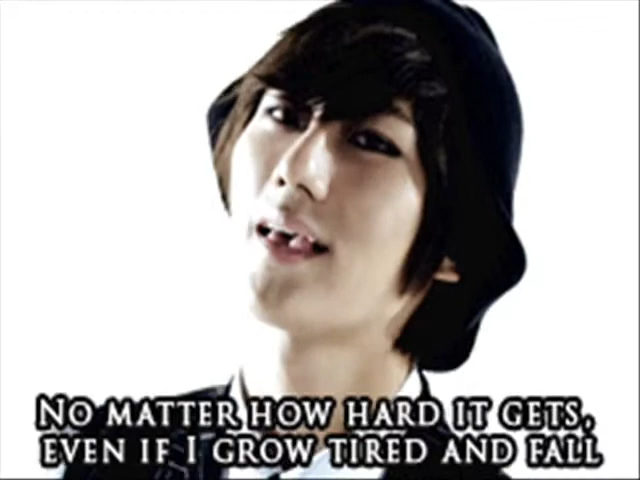 No matter how hard it gets,
even if I grow tired and fall